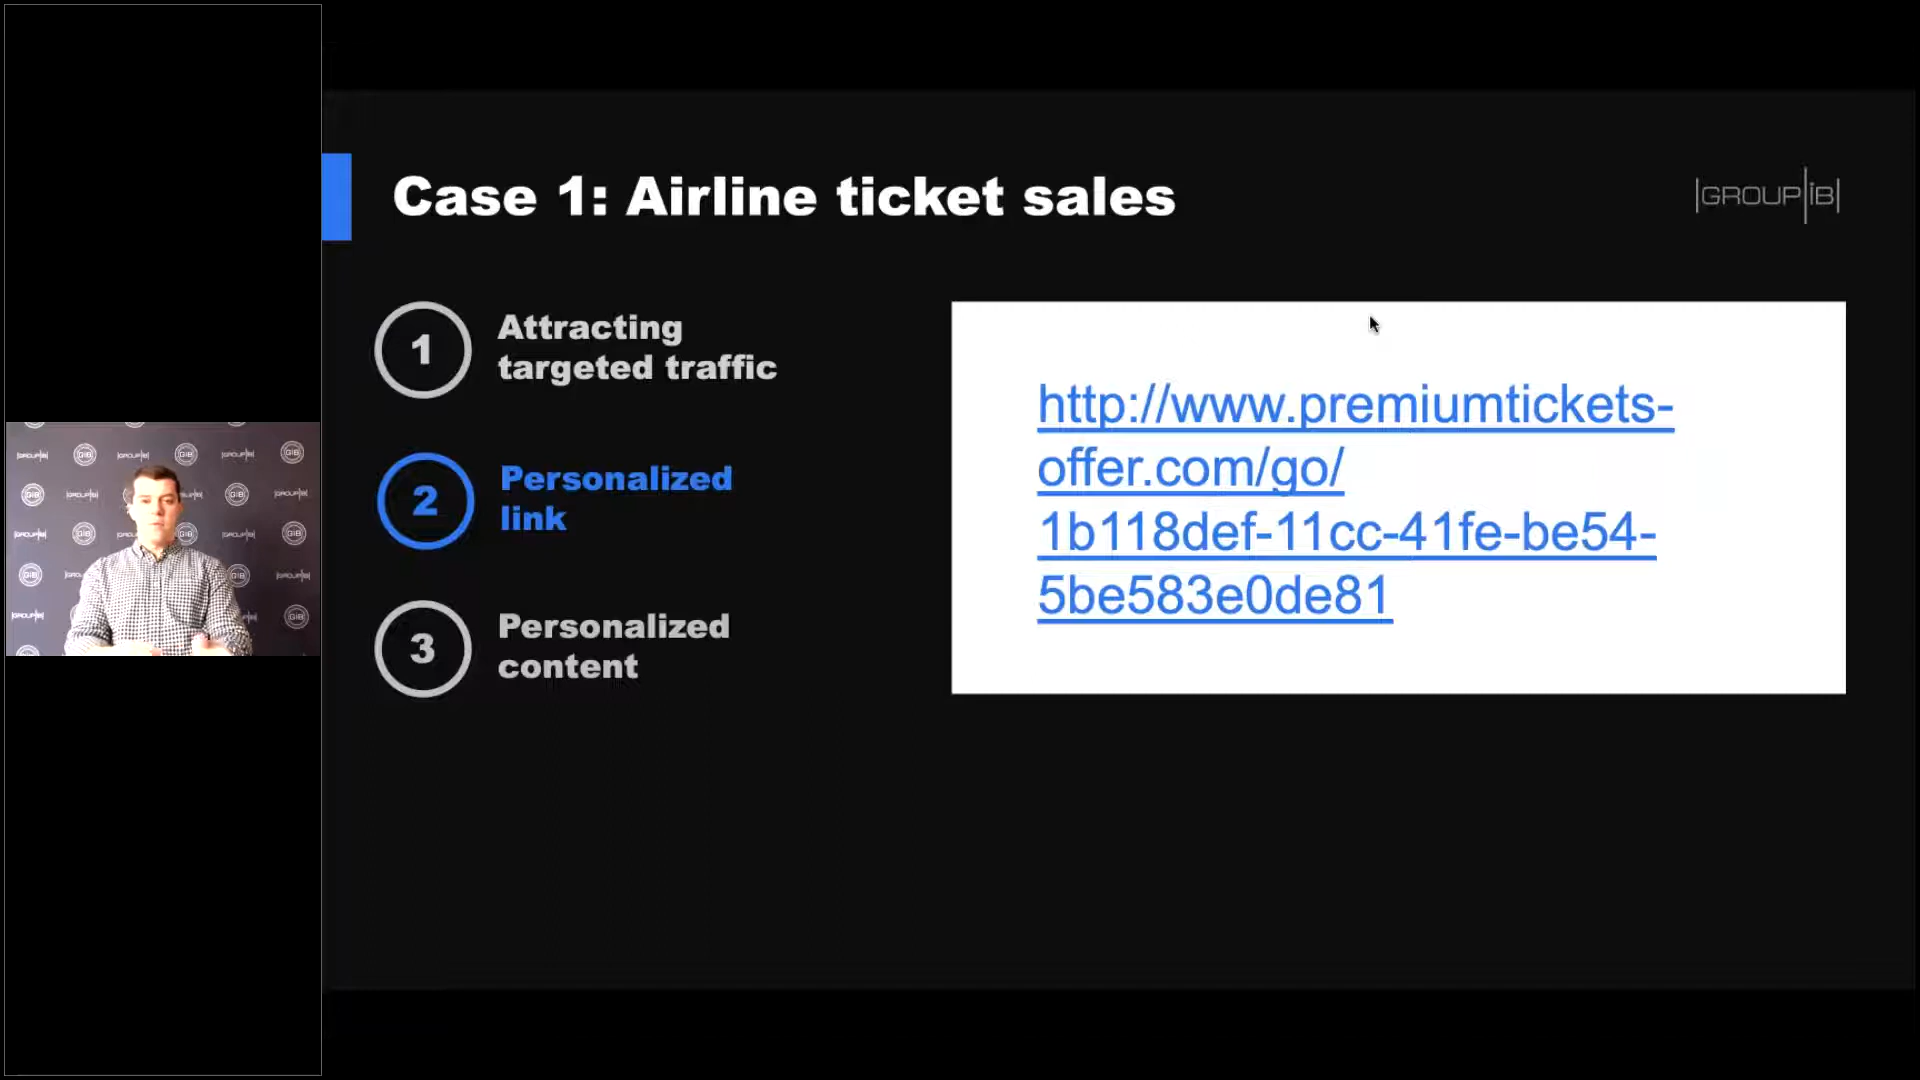 Case 1: Airline ticket sales
|GROUP|iB|
1
Attracting
targeted traffic
2
Personalized
link
3
Personalized
content
http://www.premiumtickets-
offer.com/go/
1b118def-11cc-41fe-be54-
5be583e0de81